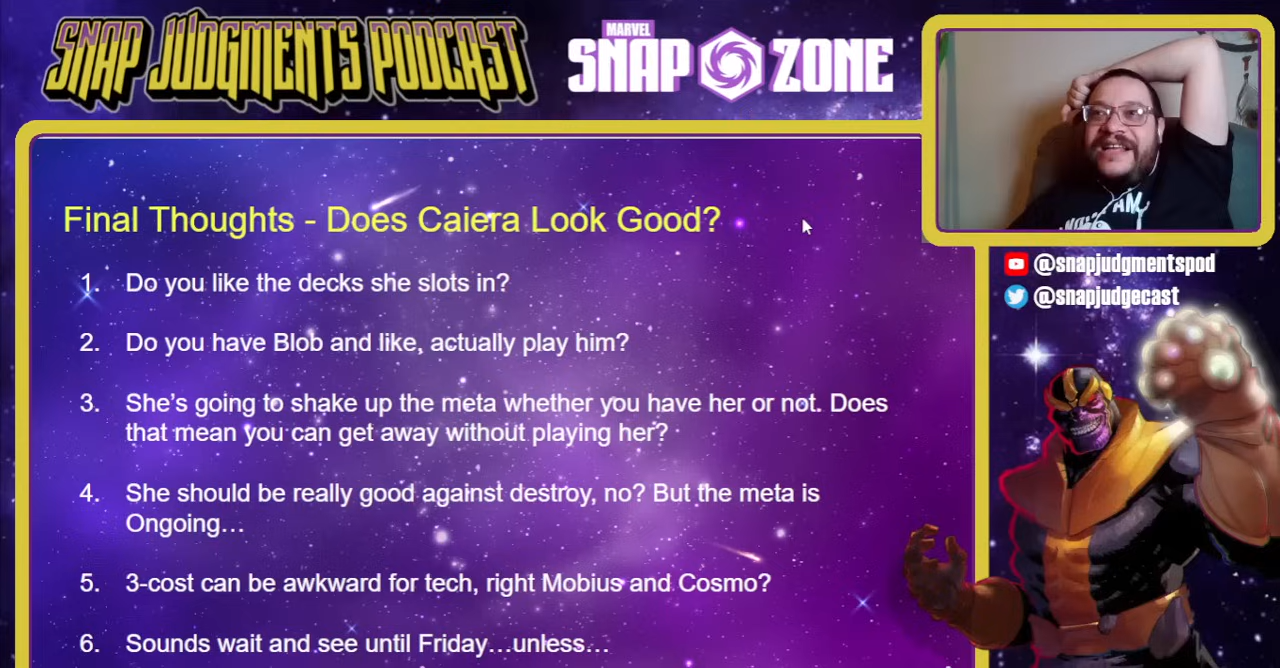 SNAP JUDGMENTS PODCAST
MARVEL
SNAP ZONE
Final Thoughts - Does Caiera Look Good?
1. Do you like the decks she slots in?
2. Do you have Blob and like, actually play him?
3. She's going to shake up the meta whether you have her or not. Does
that mean you can get away without playing her?
4. She should be really good against destroy, no? But the meta is
Ongoing…
5. 3-cost can be awkward for tech, right Mobius and Cosmo?
6. Sounds wait and see until Friday…unless…
I AM
@snapjudgmentspod
@snapjudgecast